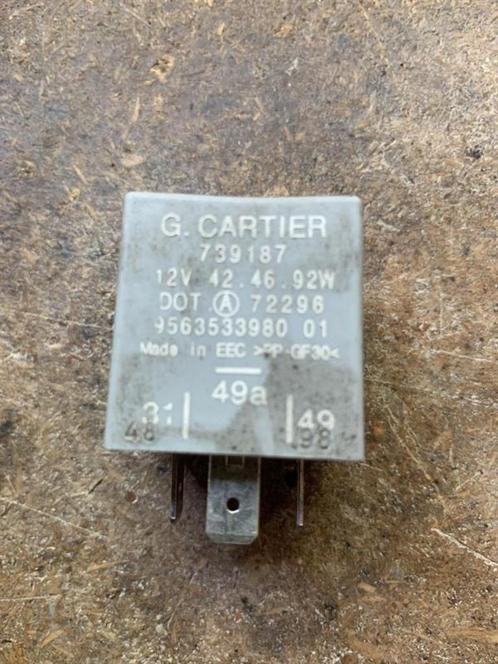 G. CARTIER
739187
12V 42.46.92W
DOT A 72296
9563533980 01
Made in EEC >PP-GF30<
49a
31 49
48 98